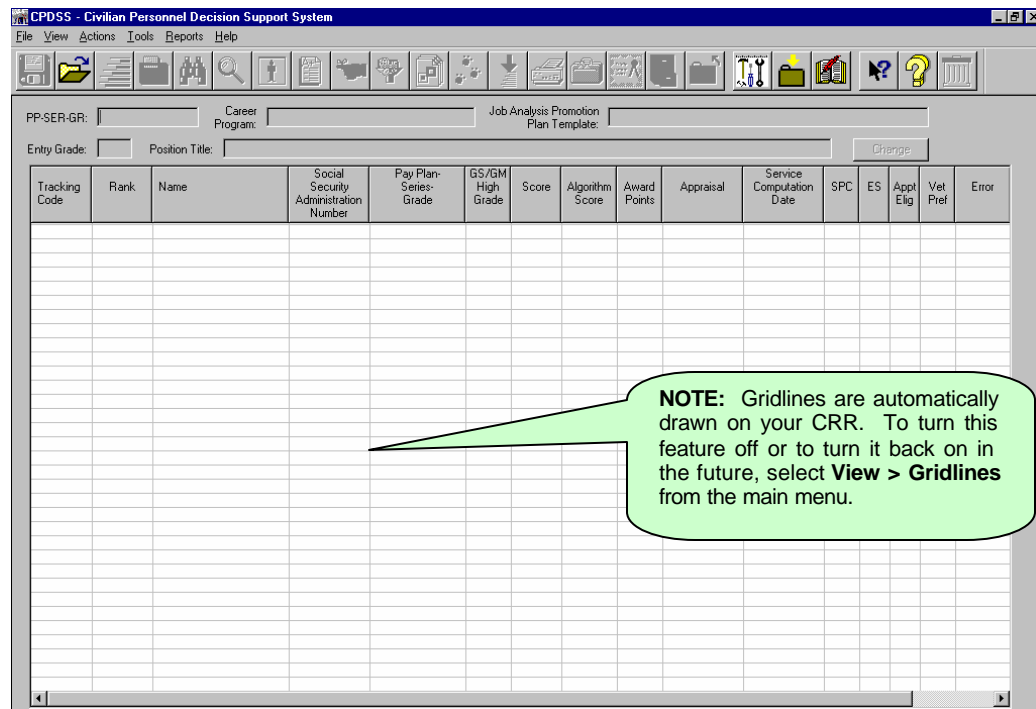 CPDSS - Civilian Personnel Decision Support System
File View Actions Tools Reports Help
PP-SER-GR:
Career
Program:
Job Analysis Promotion
Plan Template:
Entry Grade:
Position Title:
Change
Tracking
Code
Rank
Name
Social
Security
Administration
Number
Pay Plan-
Series-
Grade
GS/GM
High
Grade
Score
Algorithm
Score
Award
Points
Appraisal
Service
Computation
Date
SPC
ES
Appt
Elig
Vet
Pref
Error
NOTE: Gridlines are automatically
drawn on your CRR. To turn this
feature off or to turn it back on in
the future, select View > Gridlines
from the main menu.